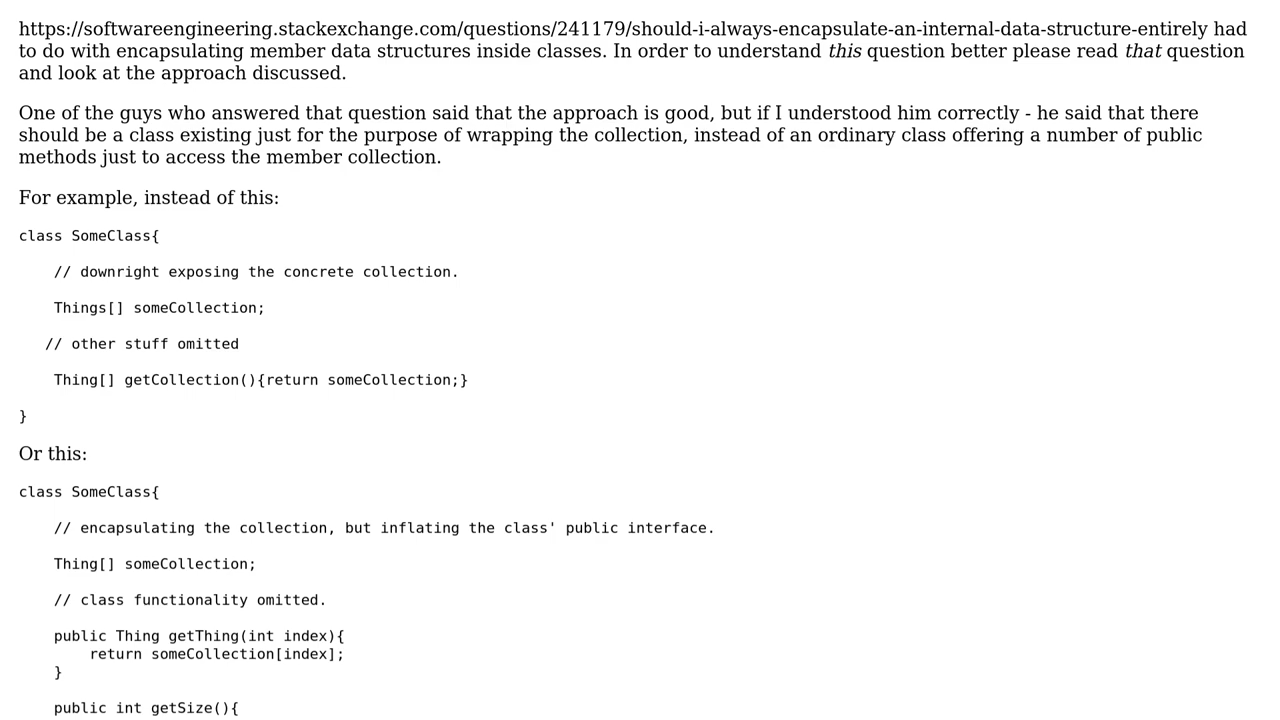 https://softwareengineering.stackexchange.com/questions/241179/should-i-always-encapsulate-an-internal-data-structure-entirely had
to do with encapsulating member data structures inside classes. In order to understand this question better please read that question
and look at the approach discussed.
One of the guys who answered that question said that the approach is good, but if I understood him correctly - he said that there
should be a class existing just for the purpose of wrapping the collection, instead of an ordinary class offering a number of public
methods just to access the member collection.
For example, instead of this:
class SomeClass{
    // downright exposing the concrete collection.
    Things[] someCollection;
   // other stuff omitted
    Thing[] getCollection(){return someCollection;}
}
Or this:
class SomeClass{
    // encapsulating the collection, but inflating the class' public interface.
    Thing[] someCollection;
    // class functionality omitted.
    public Thing getThing(int index){
        return someCollection[index];
    }
    public int getSize(){